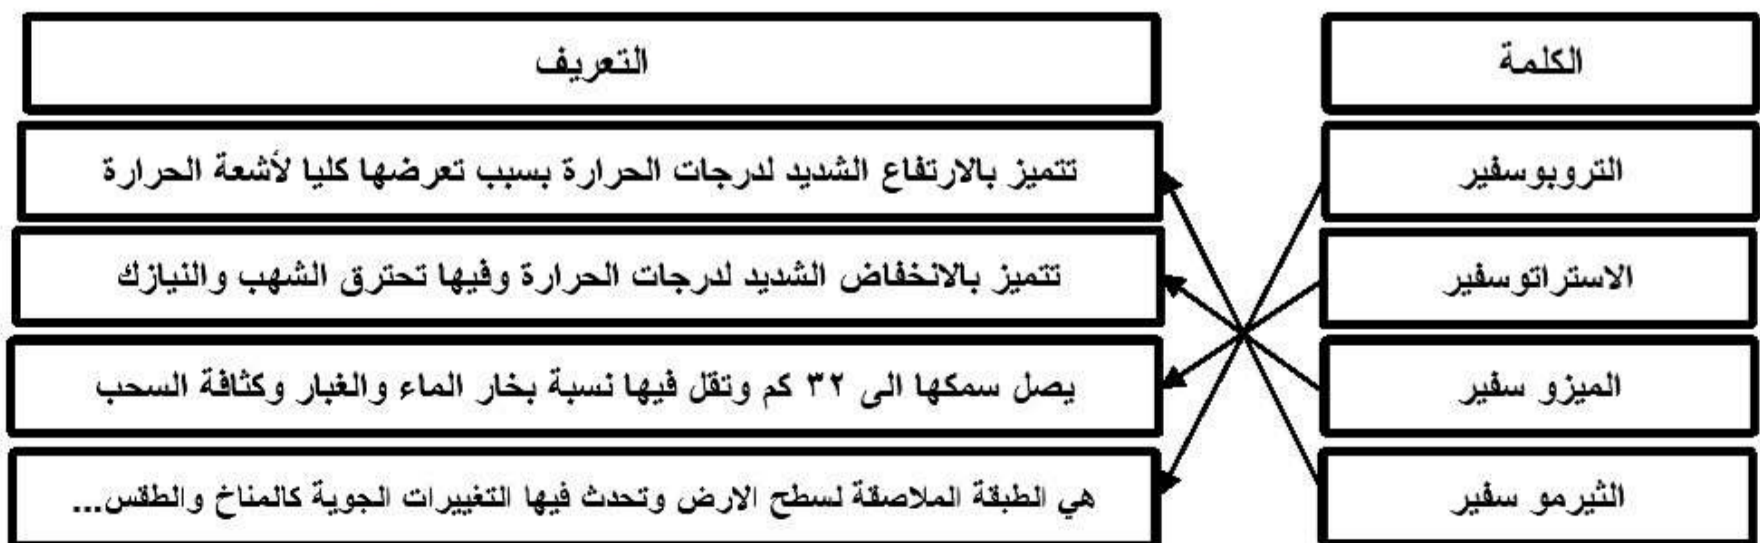 الكلمة
التعريف
التروبوسفير
تتميز بالارتفاع الشديد لدرجات الحرارة بسبب تعرضها كليا لأشعة الحرارة
الاستراتوسفير
تتميز بالانخفاض الشديد لدرجات الحرارة وفيها تحترق الشهب والنيازك
الميزو سفير
يصل سمكها الى ٣٢ كم وتقل فيها نسبة بخار الماء والغبار وكثافة السحب
الثيرمو سفير
هي الطبقة الملاصقة لسطح الارض وتحدث فيها التغييرات الجوية كالمناخ والطقس...